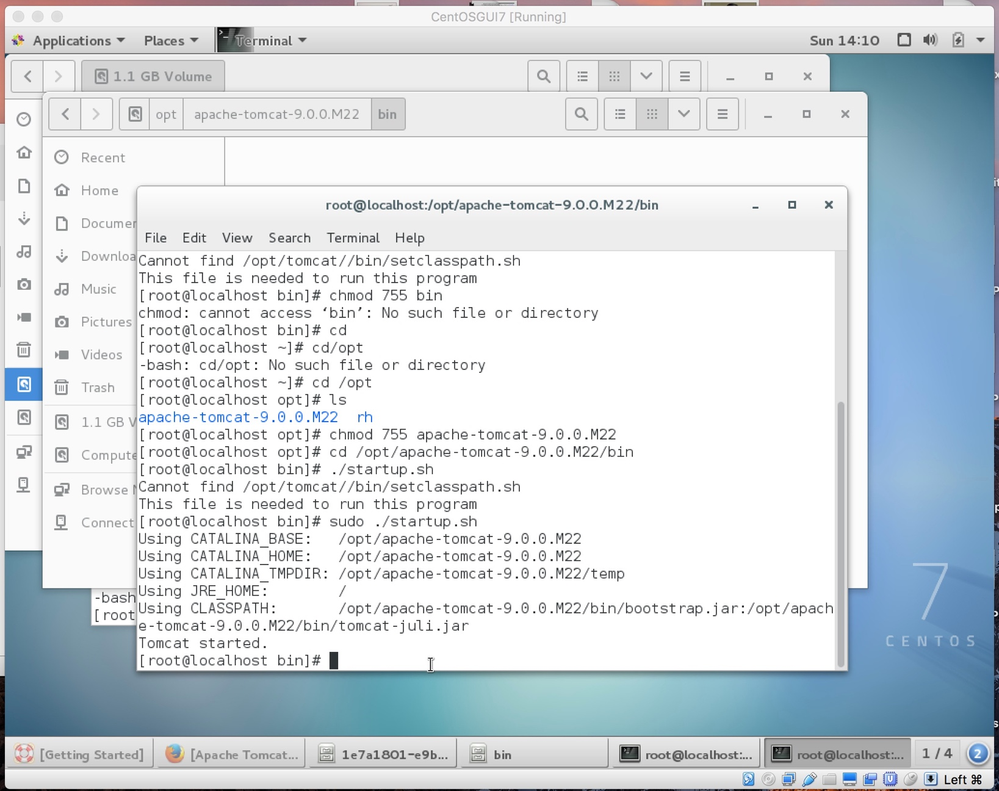 CentOSGUI7 [Running]
Applications Places Terminal Sun 14:10
1.1 GB Volume
opt apache-tomcat-9.0.0.M22 bin
Recent
Home
Downloa
Music
Pictures
Videos
Trash
1.1 GB V
Compute
Browse
Connect
root@localhost:/opt/apache-tomcat-9.0.0.M22/bin
File Edit View Search Terminal Help
Cannot find /opt/tomcat//bin/setclasspath.sh
This file is needed to run this program
[root@localhost bin]# chmod 755 bin
chmod: cannot access ‘bin’: No such file or directory
[root@localhost bin]# cd
[root@localhost ~]# cd/opt
-bash: cd/opt: No such file or directory
[root@localhost ~]# cd /opt
[root@localhost opt]# ls
apache-tomcat-9.0.0.M22 rh
[root@localhost opt]# chmod 755 apache-tomcat-9.0.0.M22
[root@localhost opt]# cd /opt/apache-tomcat-9.0.0.M22/bin
[root@localhost bin]# ./startup.sh
Cannot find /opt/tomcat//bin/setclasspath.sh
This file is needed to run this program
[root@localhost bin]# sudo ./startup.sh
Using CATALINA_BASE: /opt/apache-tomcat-9.0.0.M22
Using CATALINA_HOME: /opt/apache-tomcat-9.0.0.M22
Using CATALINA_TMPDIR: /opt/apache-tomcat-9.0.0.M22/temp
Using JRE_HOME: /
Using CLASSPATH: /opt/apache-tomcat-9.0.0.M22/bin/bootstrap.jar:/opt/apach
e-tomcat-9.0.0.M22/bin/tomcat-juli.jar
Tomcat started.
[root@localhost bin]#
-bash
[root
7
CENTOS
[Getting Started] [Apache Tomcat... 1e7a1801-e9b... bin root@localhost:... root@localhost:... 1 / 4 2
Left ⌘